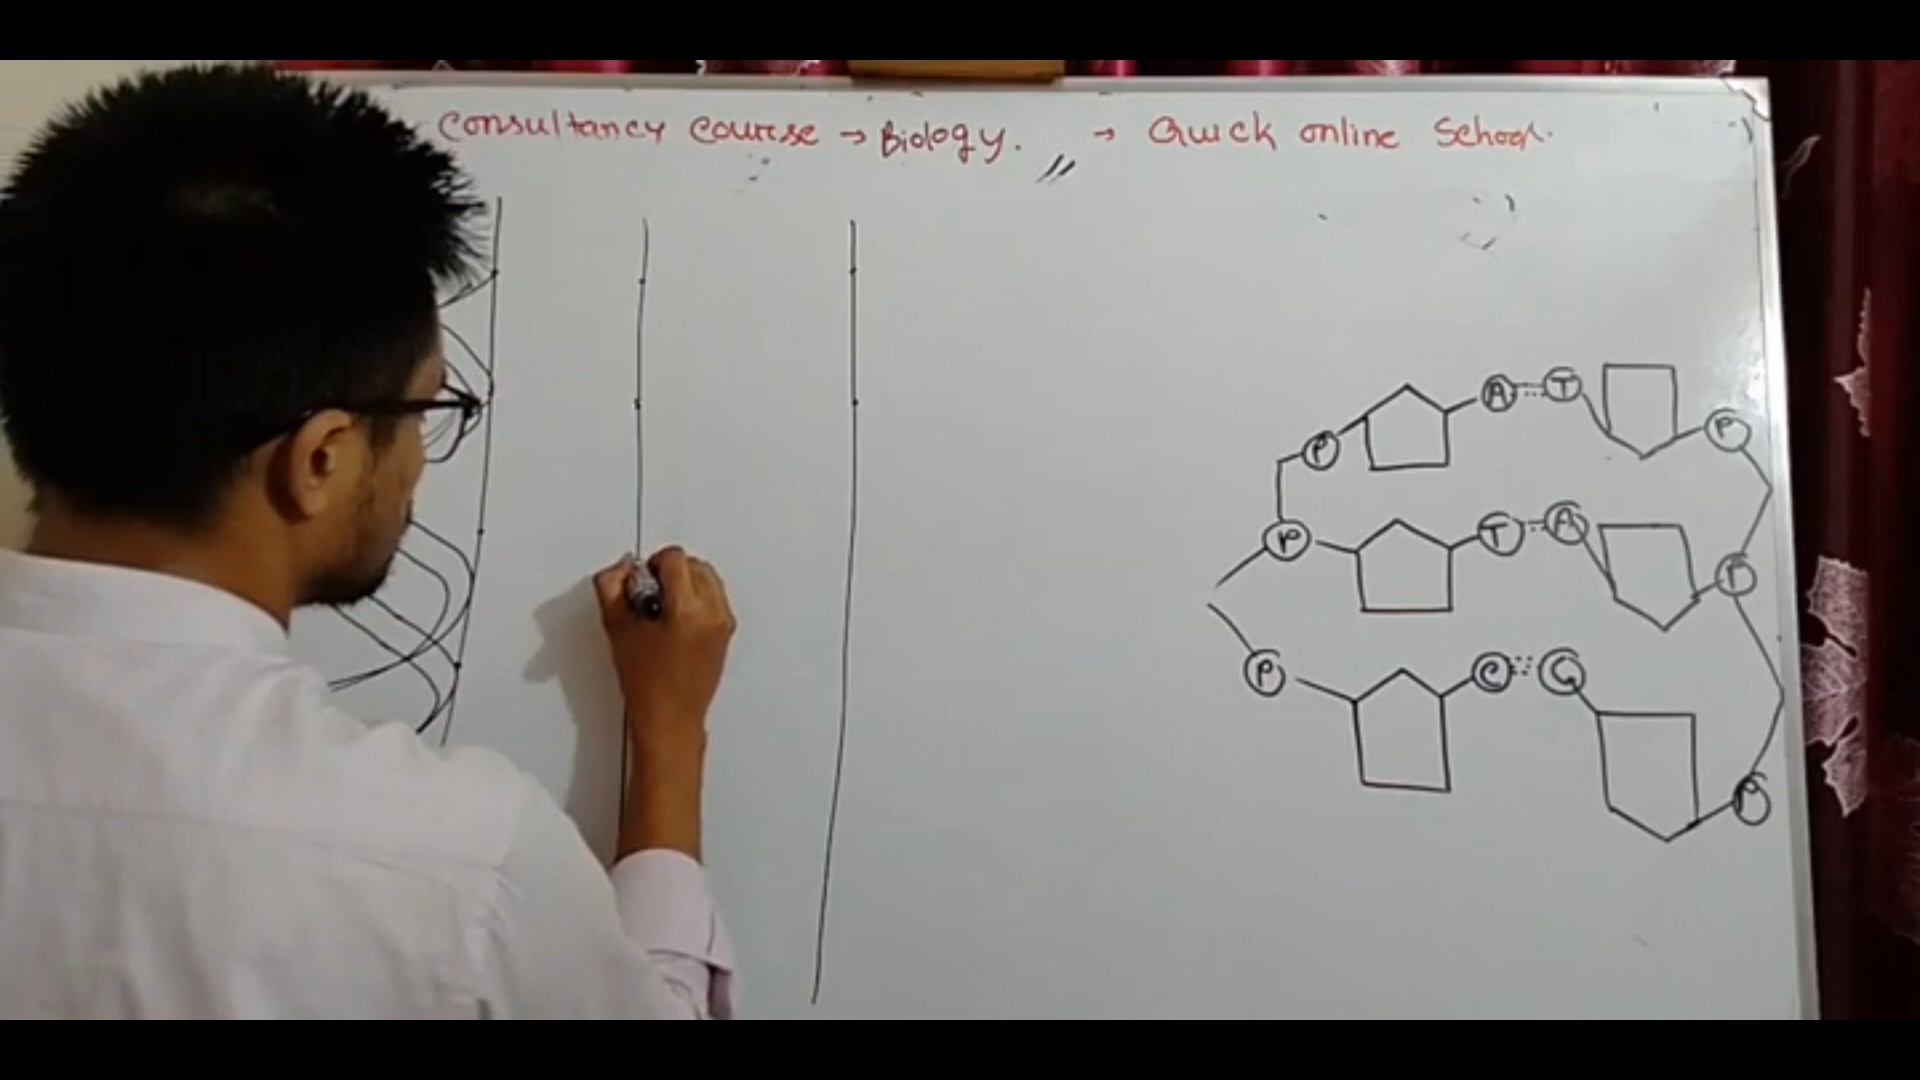 Consultancy Course → Biology. → Quick online School.
P A T P
P T A P
P C G P